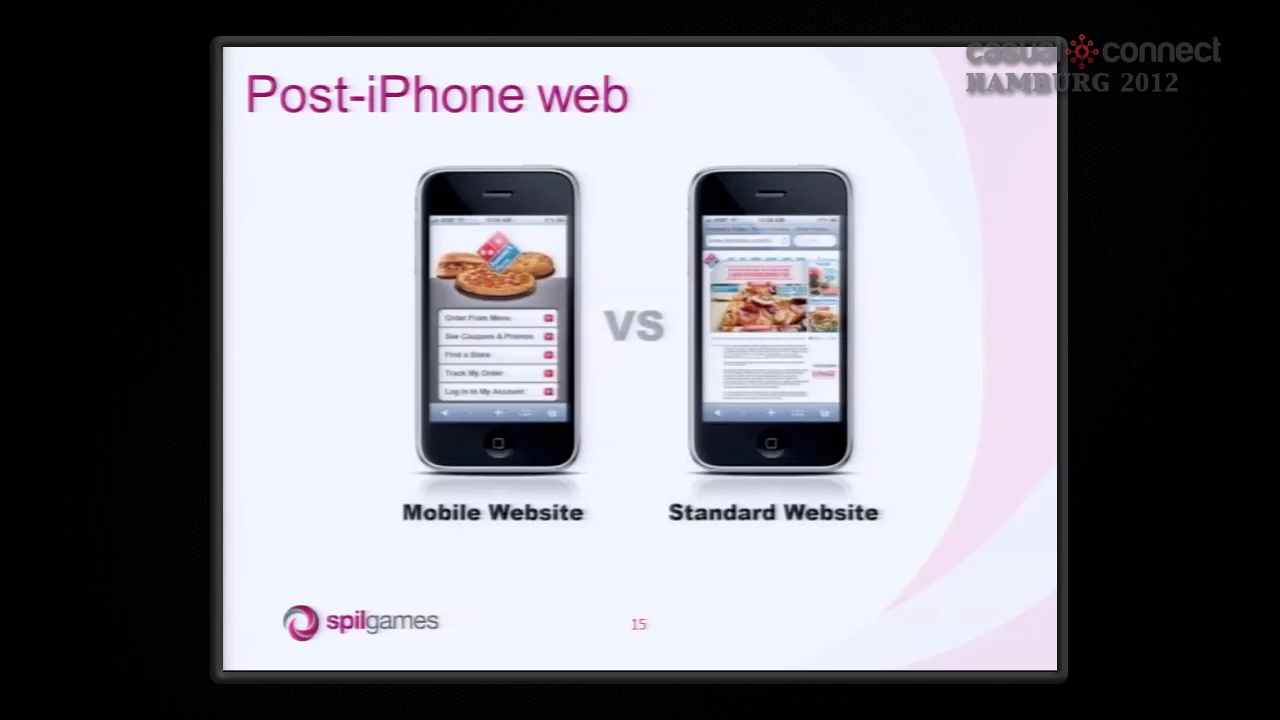 casual connect
HAMBURG 2012
Post-iPhone web
Order From Menu
See Coupons & Promos
Find a Store
Track My Order
Log In to My Account
VS
Mobile Website
Standard Website
spilgames
15